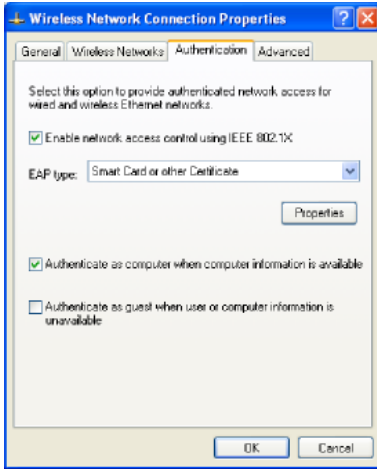 Wireless Network Connection Properties
General Wireless Networks Authentication Advanced
Select this option to provide authenticated network access for
wired and wireless Ethernet networks.
Enable network access control using IEEE 802.1X
EAP type: Smart Card or other Certificate
Properties
Authenticate as computer when computer information is available
Authenticate as guest when user or computer information is
unavailable
OK Cancel